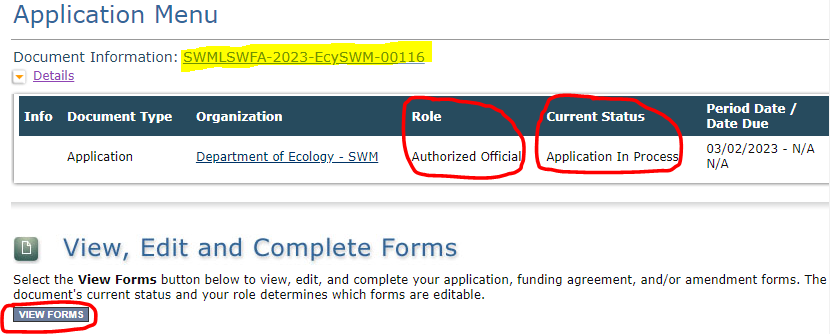 Application Menu
Document Information: SWMLSWFA-2023-EcySWM-00116
Details
Info Document Type Organization Role Current Status Period Date / Date Due
Application Department of Ecology - SWM Authorized Official Application In Process 03/02/2023 - N/A
N/A
View, Edit and Complete Forms
Select the View Forms button below to view, edit, and complete your application, funding agreement, and/or amendment forms. The
document's current status and your role determines which forms are editable.
VIEW FORMS